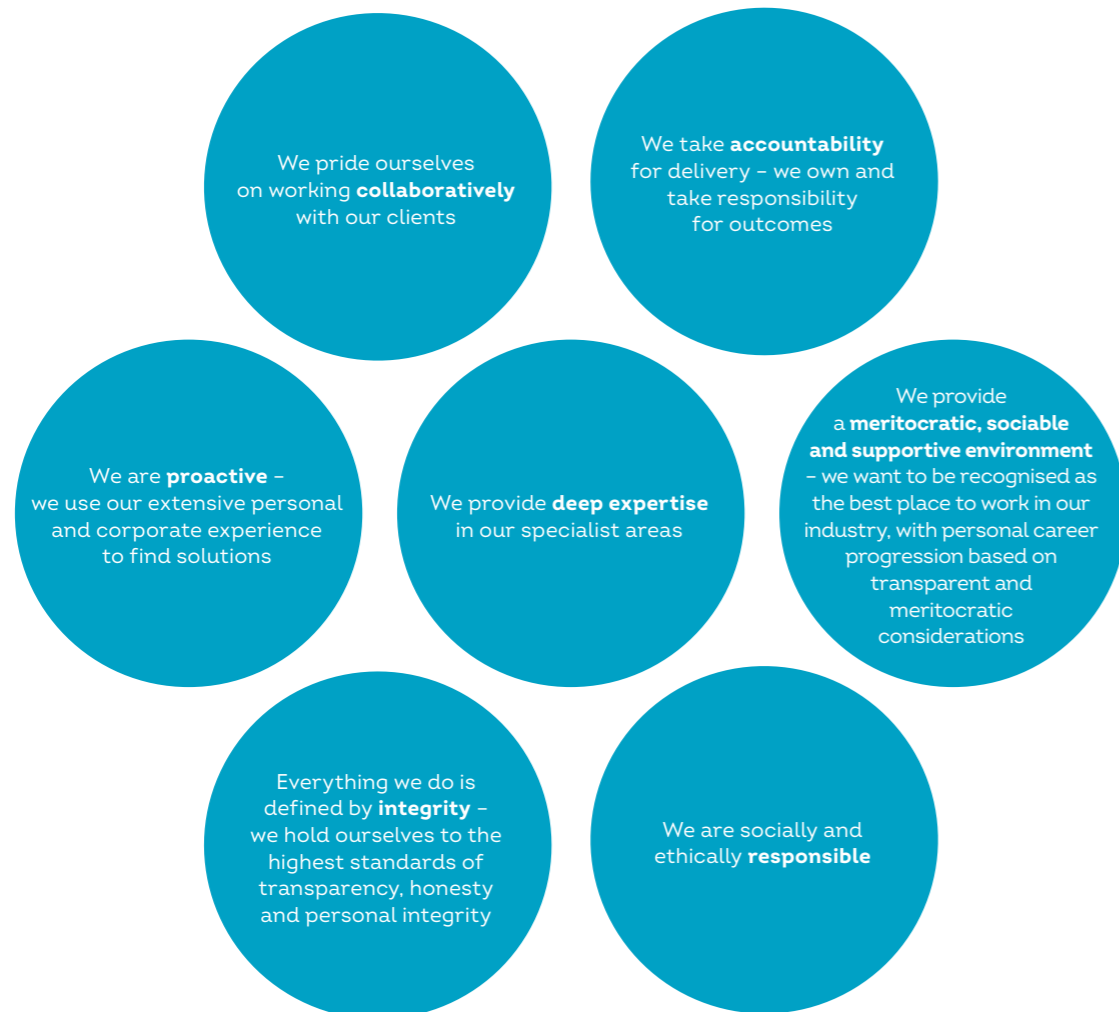 We pride ourselves
on working collaboratively
with our clients
We take accountability
for delivery – we own and
take responsibility
for outcomes
We are proactive –
we use our extensive personal
and corporate experience
to find solutions
We provide deep expertise
in our specialist areas
We provide
a meritocratic, sociable
and supportive environment
– we want to be recognised as
the best place to work in our
industry, with personal career
progression based on
transparent and
meritocratic
considerations
Everything we do is
defined by integrity –
we hold ourselves to the
highest standards of
transparency, honesty
and personal integrity
We are socially and
ethically responsible